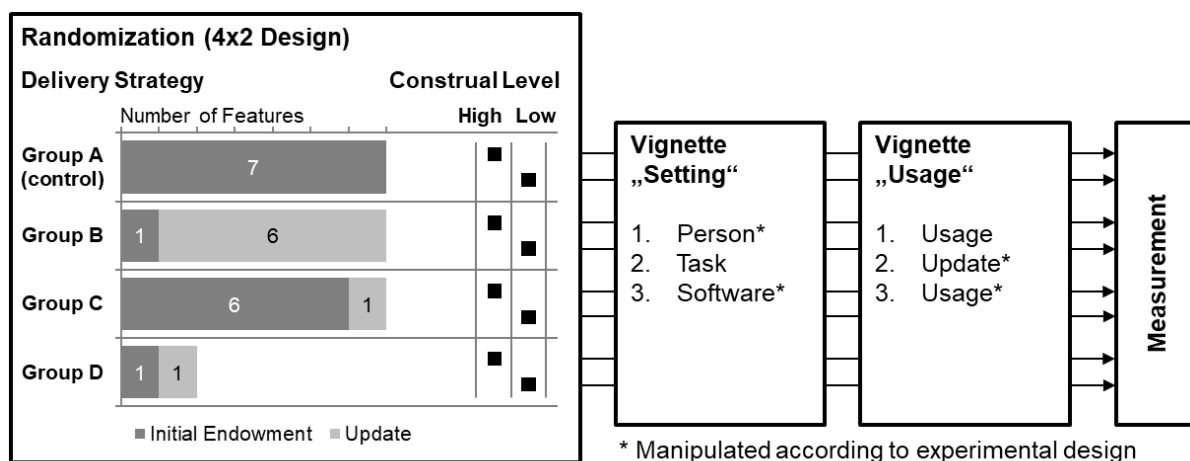 Randomization (4x2 Design)
Delivery Strategy
Construal Level
Number of Features
High Low
Group A
(control)
7
Group B
1
6
Group C
6
1
Group D
1
1
Initial Endowment
Update
Vignette
„Setting“
1. Person*
2. Task
3. Software*
Vignette
„Usage“
1. Usage
2. Update*
3. Usage*
Measurement
* Manipulated according to experimental design